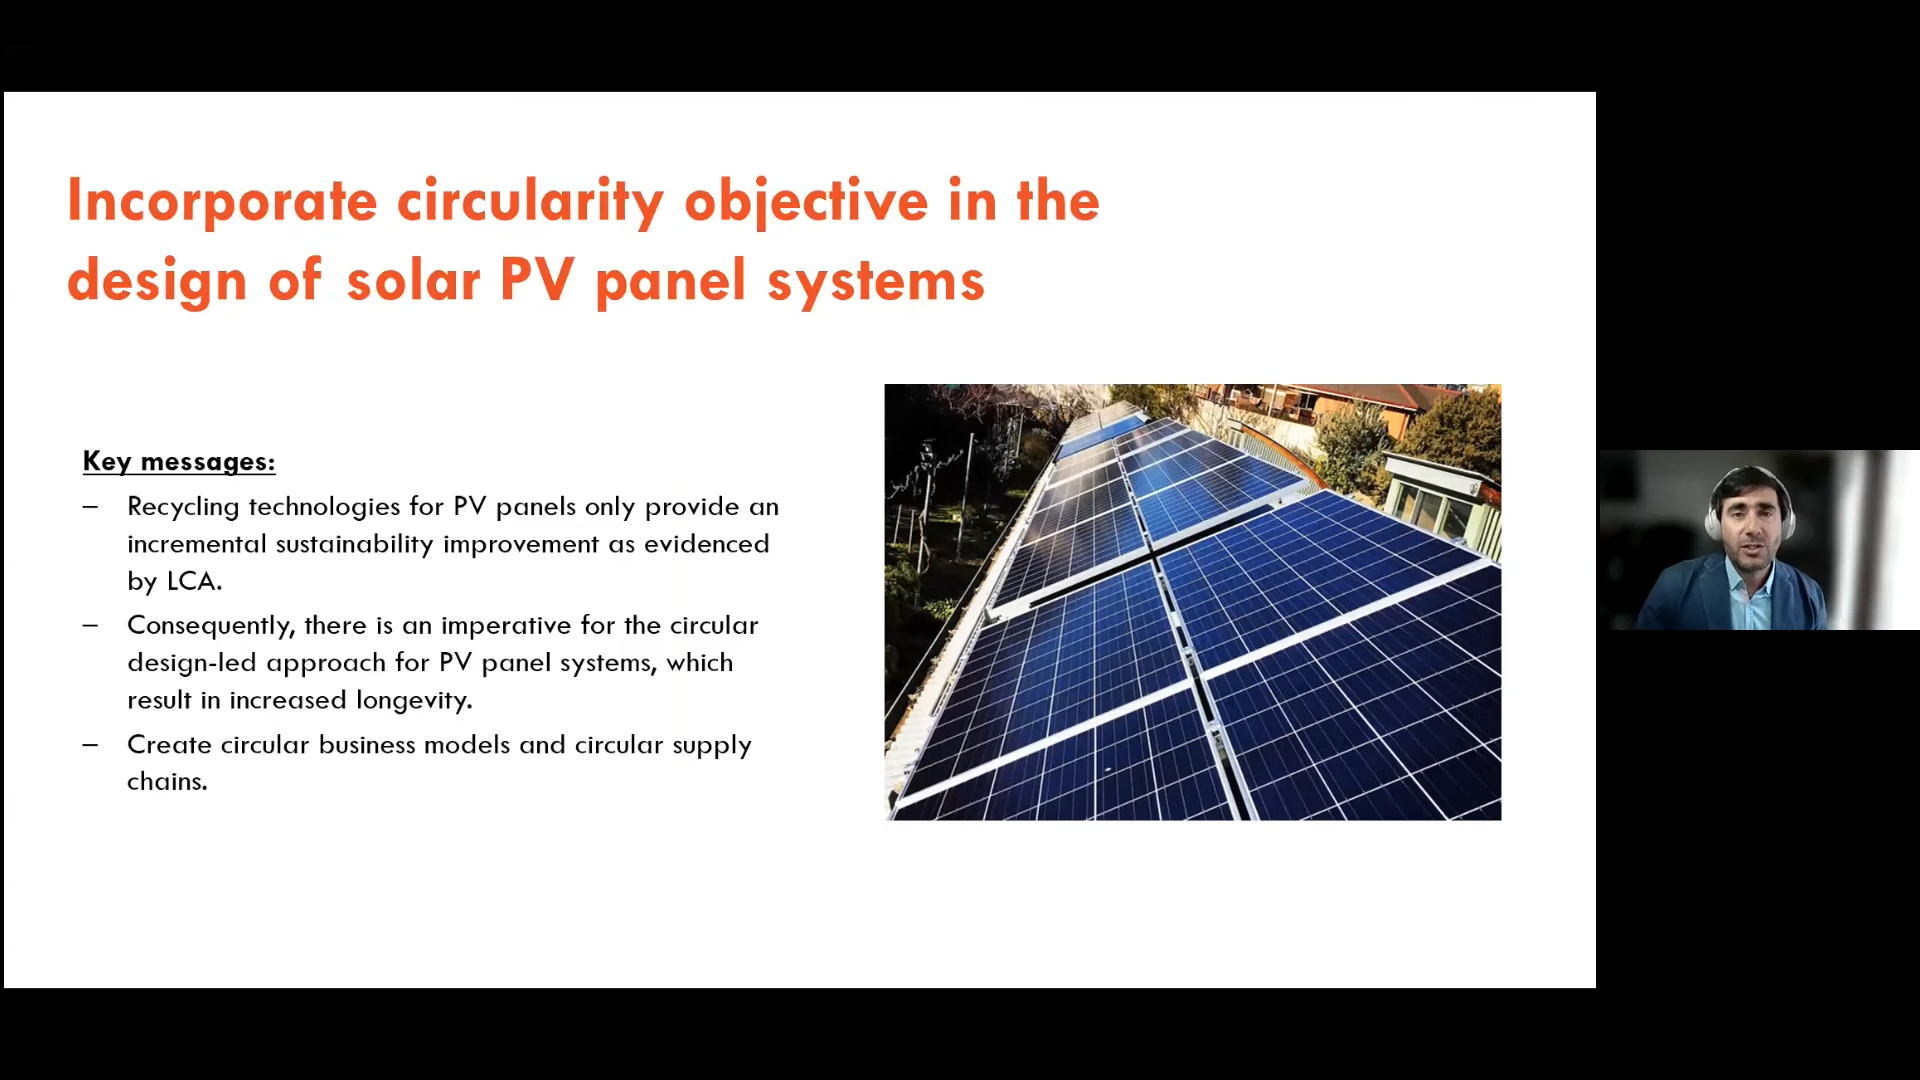 Incorporate circularity objective in the
design of solar PV panel systems
Key messages:
– Recycling technologies for PV panels only provide an
incremental sustainability improvement as evidenced
by LCA.
– Consequently, there is an imperative for the circular
design-led approach for PV panel systems, which
result in increased longevity.
– Create circular business models and circular supply
chains.